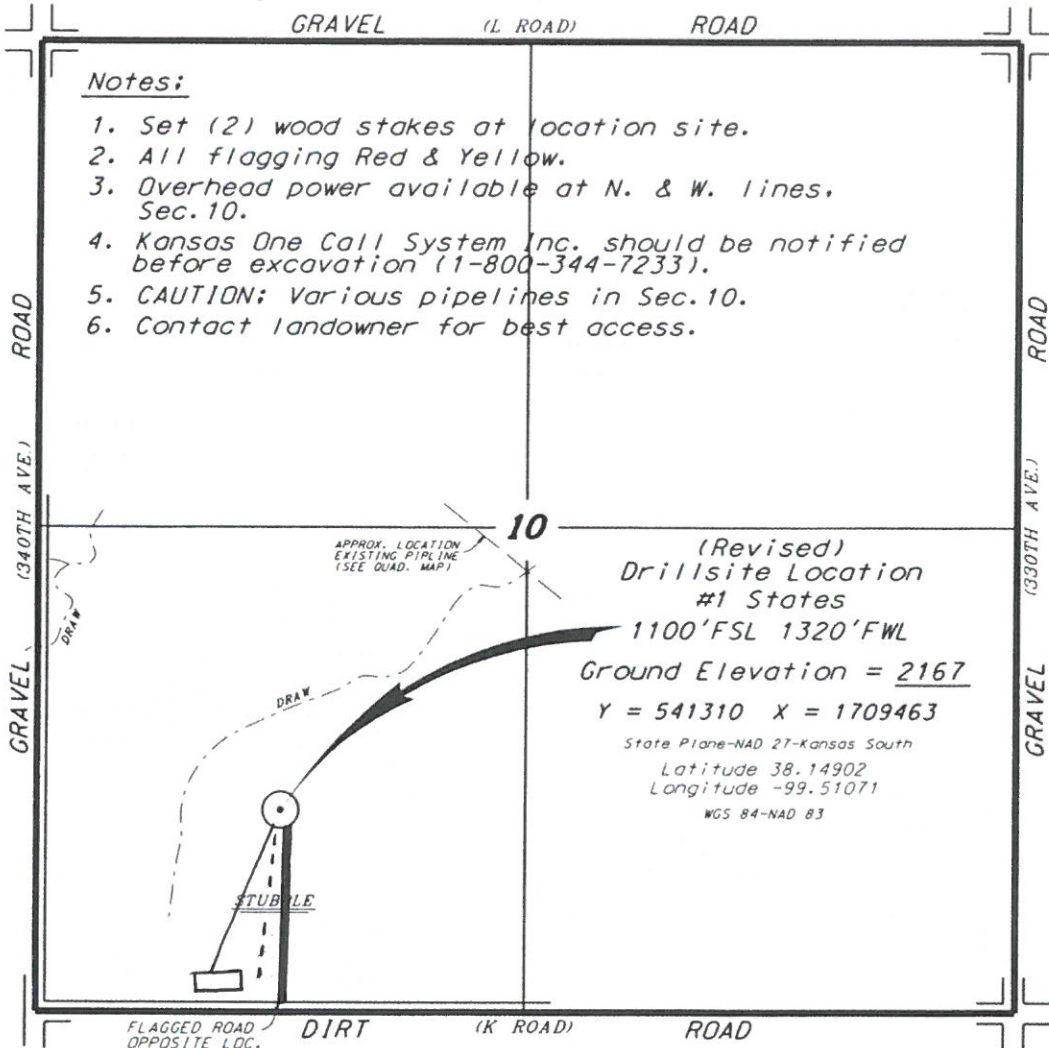 GRAVEL (L ROAD) ROAD
Notes:
1. Set (2) wood stakes at location site.
2. All flagging Red & Yellow.
3. Overhead power available at N. & W. lines,
Sec. 10.
4. Kansas One Call System Inc. should be notified
before excavation (1-800-344-7233).
5. CAUTION: Various pipelines in Sec. 10.
6. Contact landowner for best access.
GRAVEL (340TH AVE.) ROAD
GRAVEL (330TH AVE.) ROAD
DRAW
10
APPROX. LOCATION
EXISTING PIPLINE
(SEE QUAD. MAP)
(Revised)
Drillsite Location
#1 States
1100'FSL 1320'FWL
Ground Elevation = 2167
Y = 541310 X = 1709463
State Plane-NAD 27-Kansas South
Latitude 38.14902
Longitude -99.51071
WGS 84-NAD 83
DRAW
STUBBLE
FLAGGED ROAD
OPPOSITE LOC.
DIRT (K ROAD) ROAD